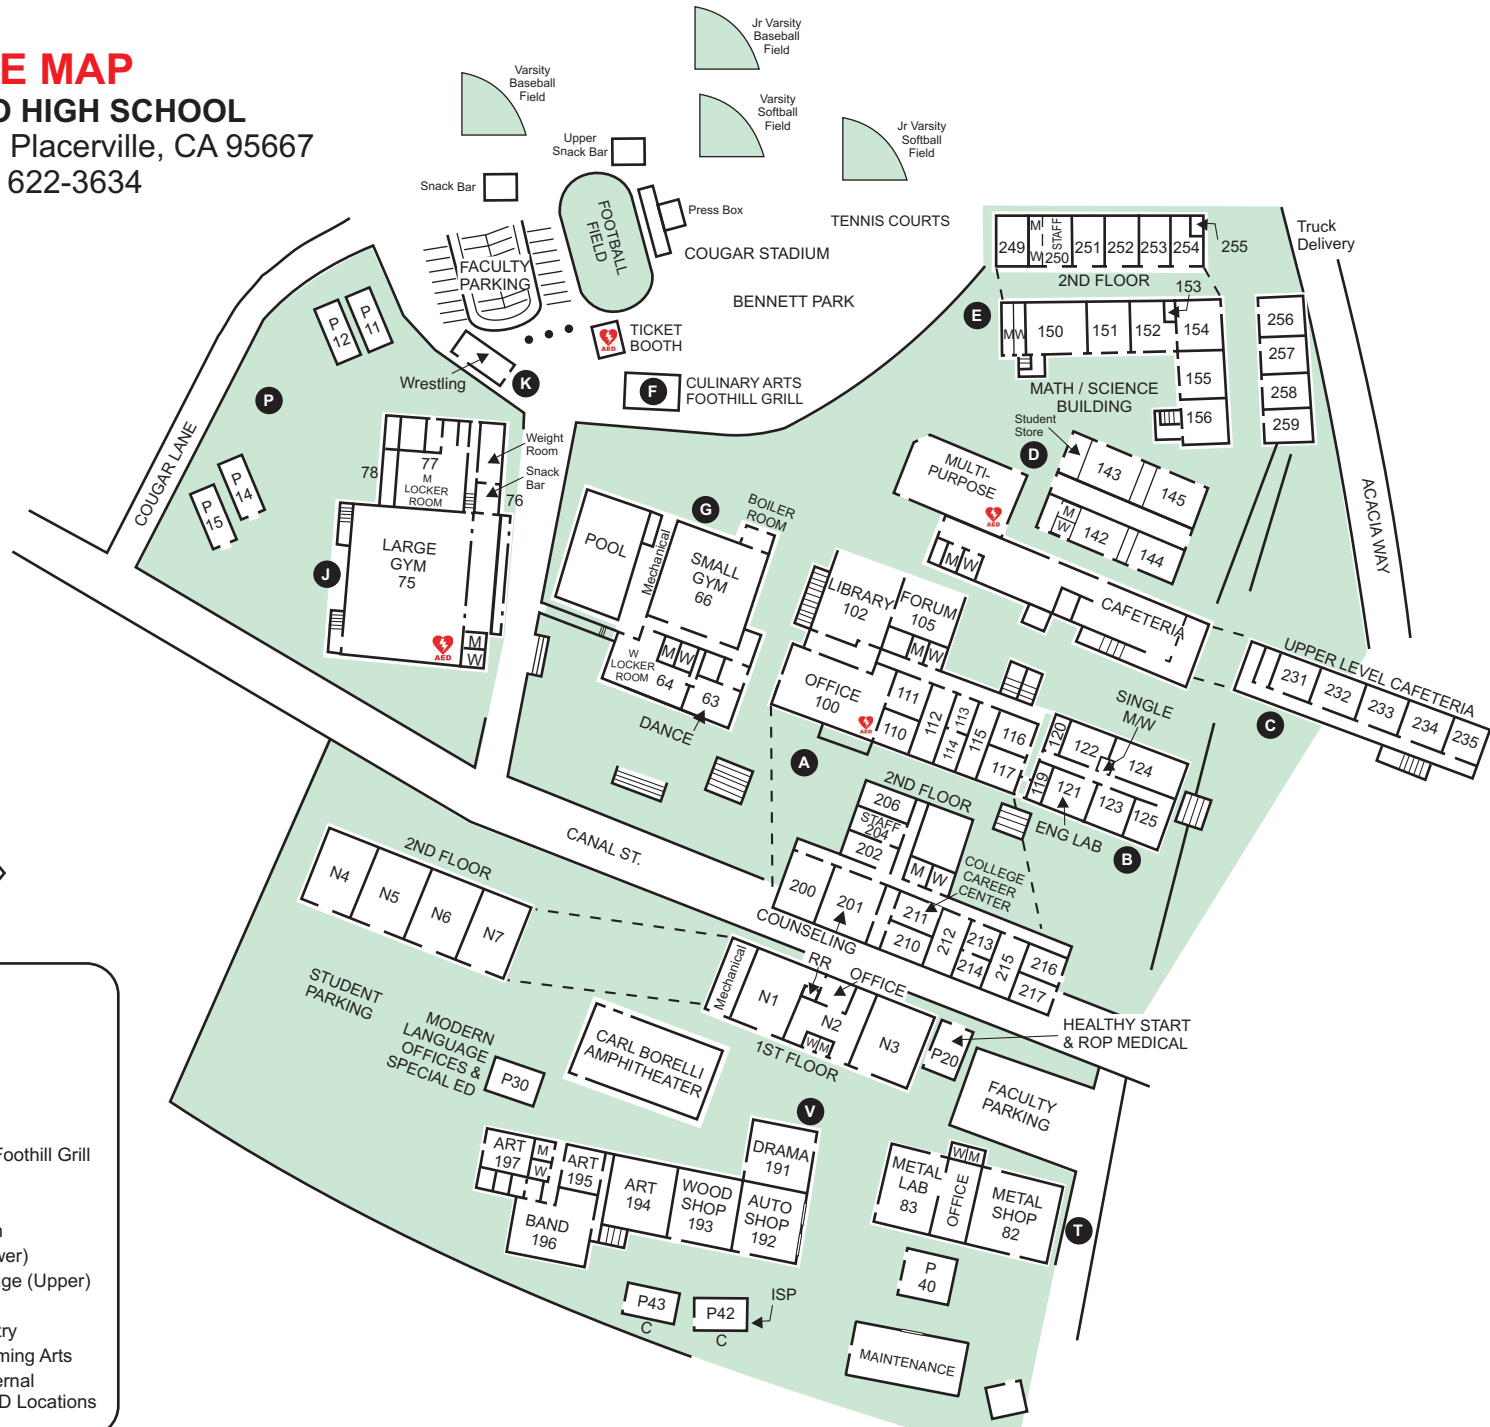 E MAP
HIGH SCHOOL
Placerville, CA 95667
622-3634
Jr Varsity
Baseball
Field
Varsity
Baseball
Field
Varsity
Softball
Field
Jr Varsity
Softball
Field
Upper
Snack Bar
Snack Bar
Press Box
FOOTBALL
FIELD
TENNIS COURTS
COUGAR STADIUM
BENNETT PARK
FACULTY
PARKING
TICKET
BOOTH
AED
Wrestling
K
F
CULINARY ARTS
FOOTHILL GRILL
Truck
Delivery
249
M
W
STAFF
250
251
252
253
254
255
2ND FLOOR
153
E
M W
150
151
152
154
155
156
MATH / SCIENCE
BUILDING
256
257
258
259
P
12
P
11
P
COUGAR LANE
P
14
P
15
Weight
Room
Snack
Bar
76
77
M
LOCKER
ROOM
78
LARGE
GYM
75
J
AED
M
W
Student
Store
D
143
145
M
W
142
144
MULTI-
PURPOSE
AED
M W
CAFETERIA
ACACIA WAY
G
BOILER
ROOM
POOL
Mechanical
SMALL
GYM
66
W
LOCKER
ROOM
M W
64
63
DANCE
LIBRARY
102
FORUM
105
M W
OFFICE
100
AED
111
110
112
113
114
115
116
117
A
UPPER LEVEL CAFETERIA
231
232
233
234
235
C
SINGLE
M/W
120
122
124
119
121
123
125
ENG LAB
B
2ND FLOOR
206
STAFF
204
202
M W
COLLEGE
CAREER
CENTER
200
201
COUNSELING
211
210
212
213
214
215
216
217
CANAL ST.
2ND FLOOR
N4
N5
N6
N7
STUDENT
PARKING
Mechanical
N1
RR
OFFICE
N2
W M
N3
1ST FLOOR
P20
HEALTHY START
& ROP MEDICAL
MODERN
LANGUAGE
OFFICES &
SPECIAL ED
P30
CARL BORELLI
AMPHITHEATER
FACULTY
PARKING
V
ART
197
M
W
ART
195
BAND
196
ART
194
WOOD
SHOP
193
DRAMA
191
AUTO
SHOP
192
METAL
LAB
83
W M
OFFICE
METAL
SHOP
82
T
P
40
P43
C
P42
C
ISP
MAINTENANCE
Foothill Grill
wer)
ge (Upper)
try
ming Arts
ernal
D Locations